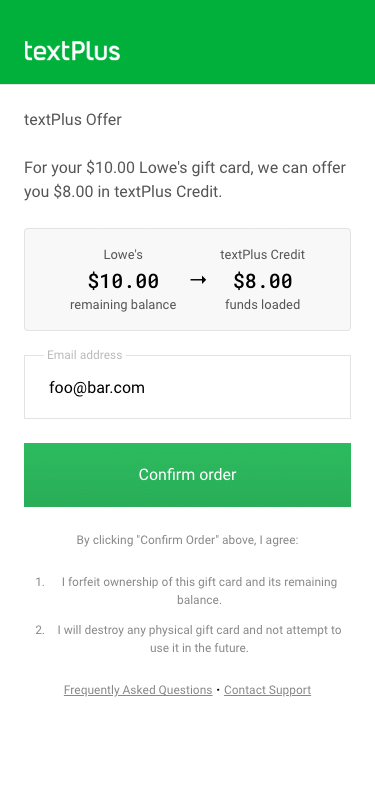 textPlus
textPlus Offer
For your $10.00 Lowe's gift card, we can offer
you $8.00 in textPlus Credit.
Lowe's
$10.00
remaining balance
→
textPlus Credit
$8.00
funds loaded
Email address
foo@bar.com
Confirm order
By clicking "Confirm Order" above, I agree:
1. I forfeit ownership of this gift card and its remaining
balance.
2. I will destroy any physical gift card and not attempt to
use it in the future.
Frequently Asked Questions • Contact Support